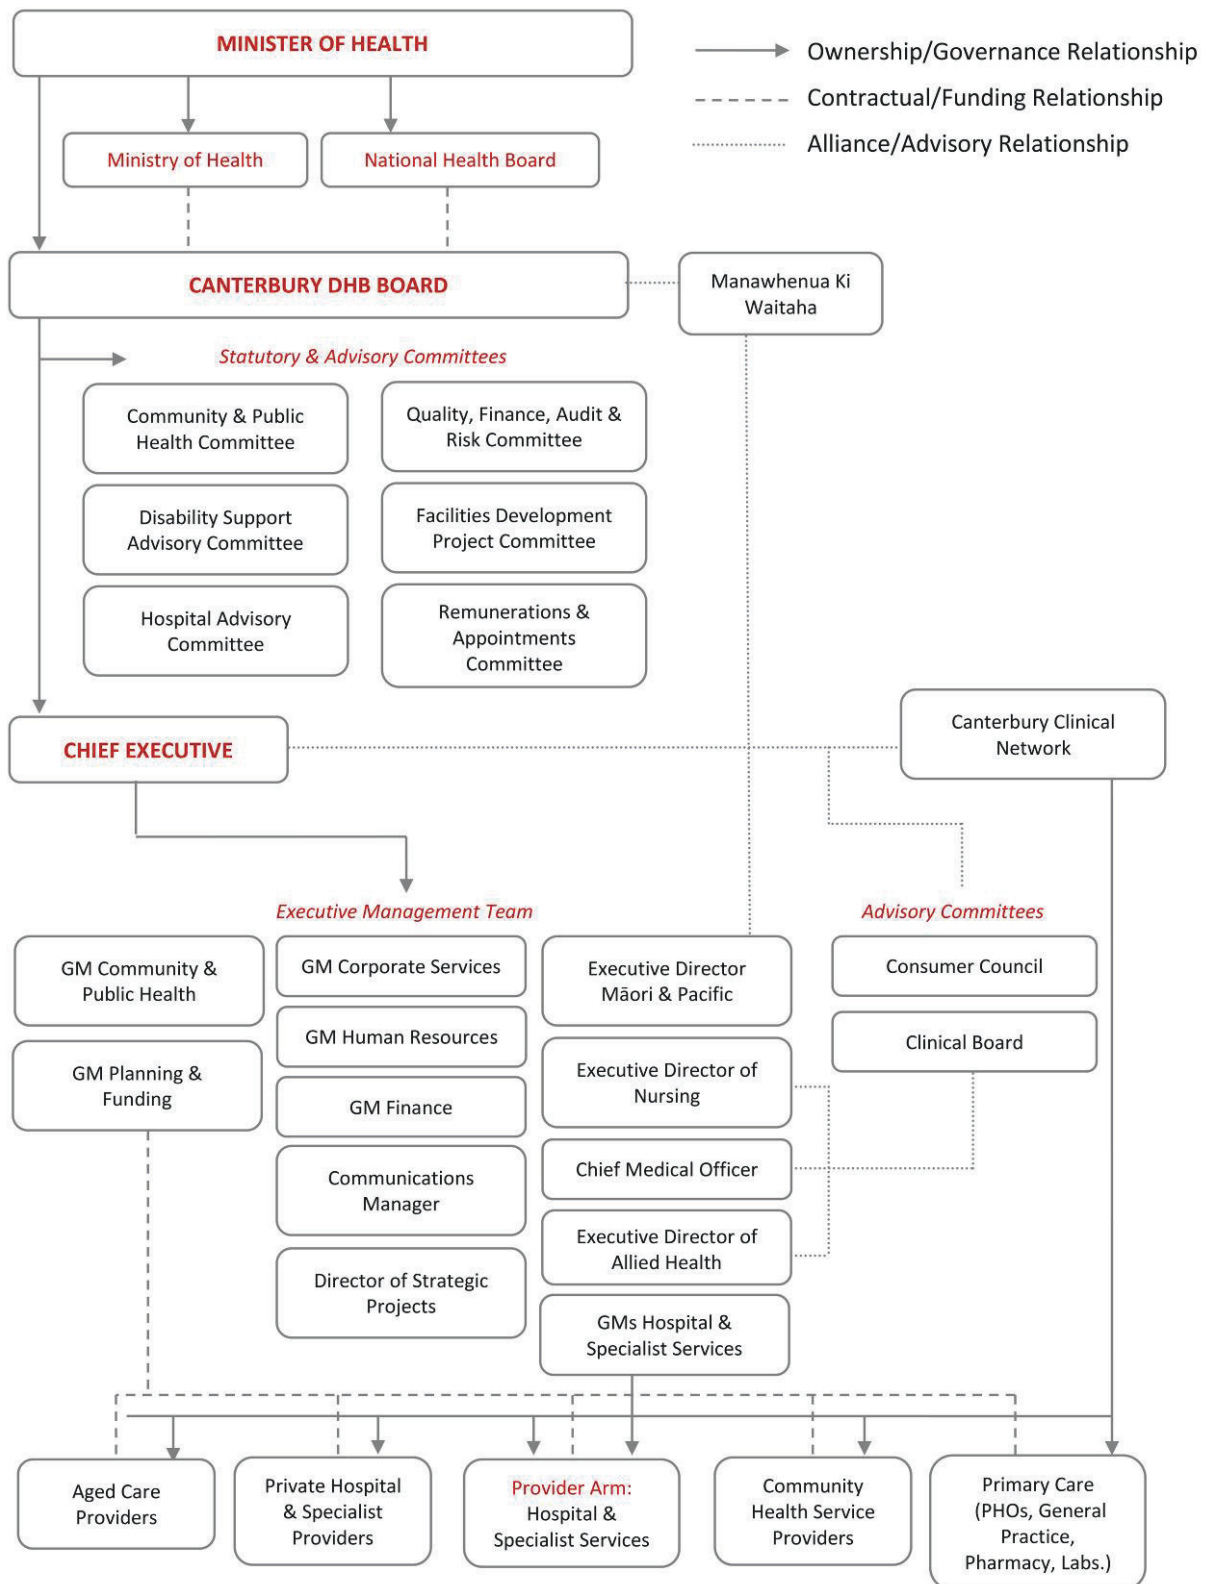 MINISTER OF HEALTH
Ownership/Governance Relationship
Contractual/Funding Relationship
Alliance/Advisory Relationship
Ministry of Health
National Health Board
CANTERBURY DHB BOARD
Manawhenua Ki
Waitaha
Statutory & Advisory Committees
Community & Public
Health Committee
Quality, Finance, Audit &
Risk Committee
Disability Support
Advisory Committee
Facilities Development
Project Committee
Hospital Advisory
Committee
Remunerations &
Appointments
Committee
CHIEF EXECUTIVE
Canterbury Clinical
Network
Executive Management Team
Advisory Committees
GM Community &
Public Health
GM Planning &
Funding
GM Corporate Services
GM Human Resources
GM Finance
Communications
Manager
Director of Strategic
Projects
Executive Director
Māori & Pacific
Executive Director of
Nursing
Chief Medical Officer
Executive Director of
Allied Health
GMs Hospital &
Specialist Services
Consumer Council
Clinical Board
Aged Care
Providers
Private Hospital
& Specialist
Providers
Provider Arm:
Hospital &
Specialist Services
Community
Health Service
Providers
Primary Care
(PHOs, General
Practice,
Pharmacy, Labs.)